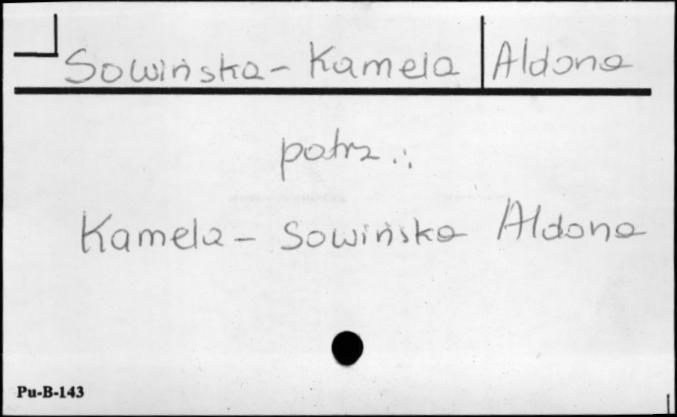 Sowińska - Kamela Aldona
patrz.:
Kamela - Sowińska Aldona
Pu-B-143